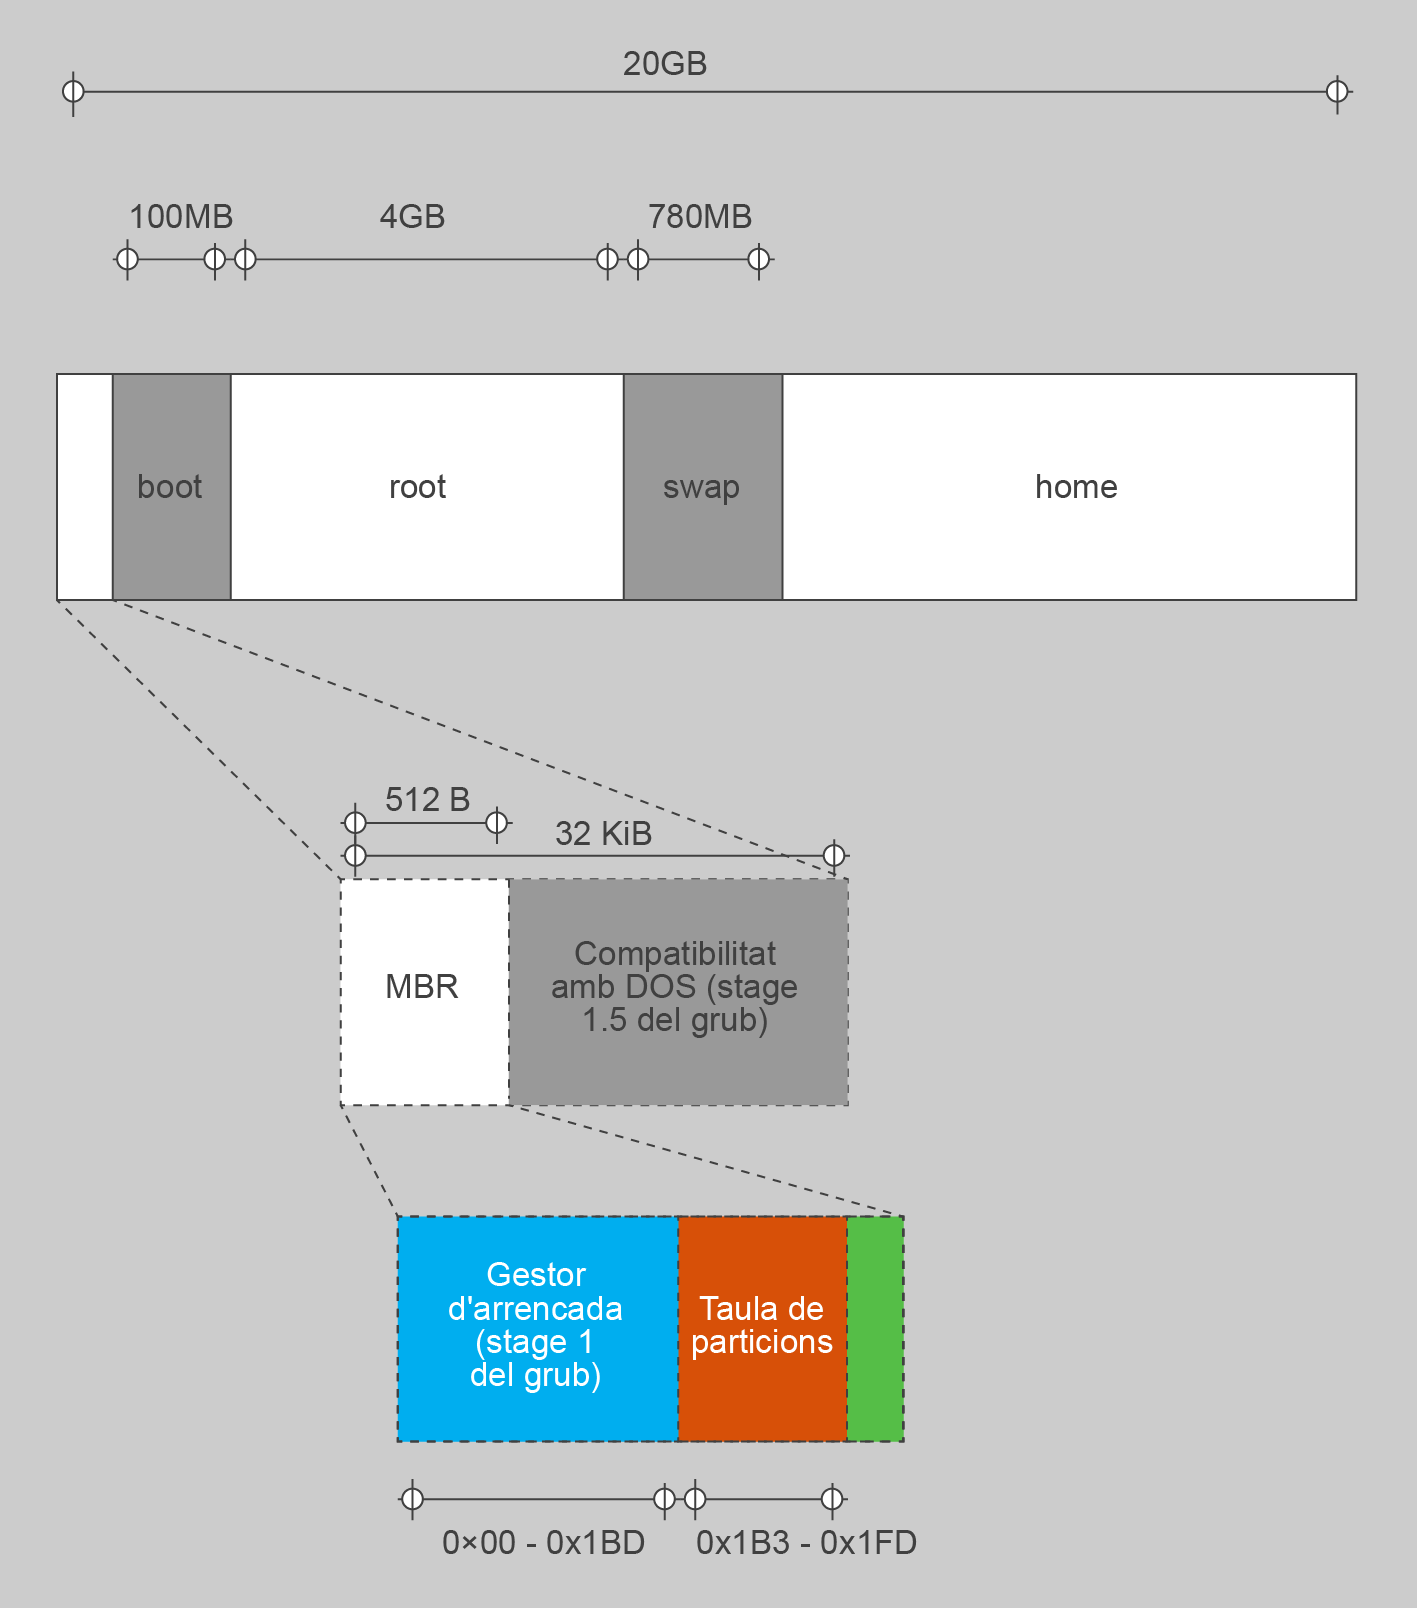 20GB
100MB
4GB
780MB
boot
root
swap
home
512 B
32 KiB
MBR
Compatibilitat
amb DOS (stage
1.5 del grub)
Gestor
d'arrencada
(stage 1
del grub)
Taula de
particions
0×00 - 0x1BD
0x1B3 - 0x1FD